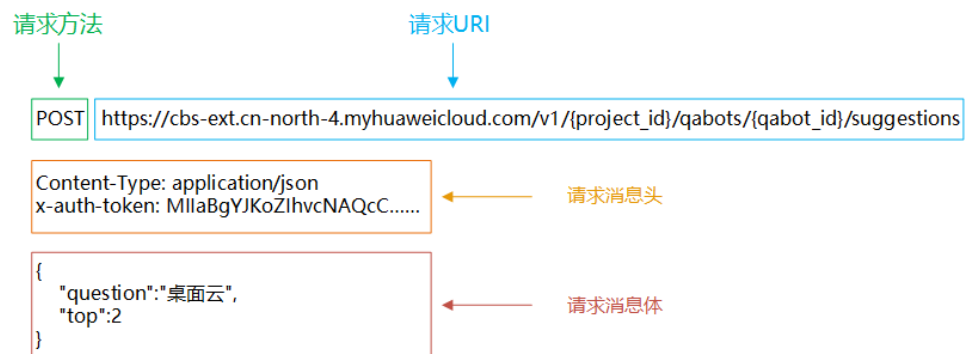 请求方法
请求URI
POST
https://cbs-ext.cn-north-4.myhuaweicloud.com/v1/{project_id}/qabots/{qabot_id}/suggestions
Content-Type: application/json
x-auth-token: MIIaBgYJKoZIhvcNAQcC......
请求消息头
{
"question":"桌面云",
"top":2
}
请求消息体